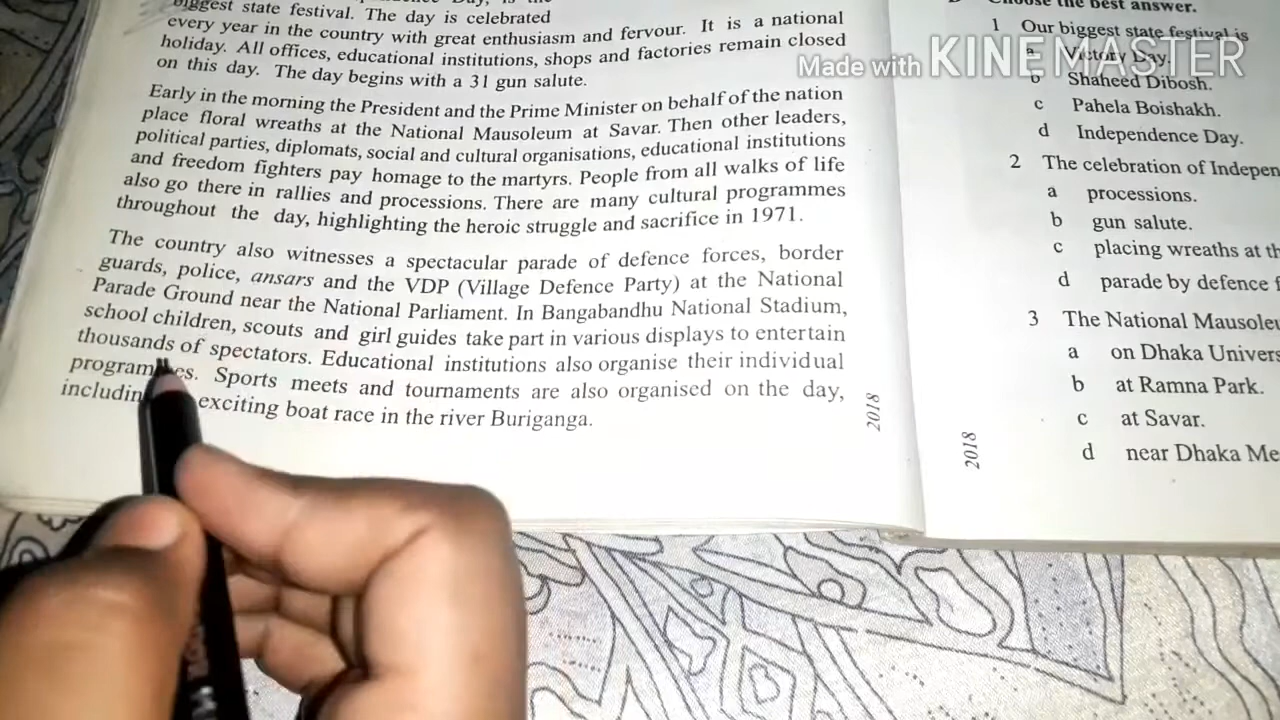 biggest state festival. The day is celebrated
every year in the country with great enthusiasm and fervour. It is a national
holiday. All offices, educational institutions, shops and factories remain closed
on this day. The day begins with a 31 gun salute.
Early in the morning the President and the Prime Minister on behalf of the nation
place floral wreaths at the National Mausoleum at Savar. Then other leaders,
political parties, diplomats, social and cultural organisations, educational institutions
and freedom fighters pay homage to the martyrs. People from all walks of life
also go there in rallies and processions. There are many cultural programmes
throughout the day, highlighting the heroic struggle and sacrifice in 1971.
The country also witnesses a spectacular parade of defence forces, border
guards, police, ansars and the VDP (Village Defence Party) at the National
Parade Ground near the National Parliament. In Bangabandhu National Stadium,
school children, scouts and girl guides take part in various displays to entertain
thousands of spectators. Educational institutions also organise their individual
Sports meets and tournaments are also organised on the day,
exciting boat race in the river Buriganga.
2018
the best answer.
1 Our biggest state festival is
a Victory Day.
b Shaheed Dibosh.
c Pahela Boishakh.
d Independence Day.
2 The celebration of
a processions.
b gun salute.
c placing wreaths at
d parade by defence
3 The National
a on Dhaka
b at Ramna Park.
c at Savar.
d near Dhaka
2018
Made with KINEMASTER